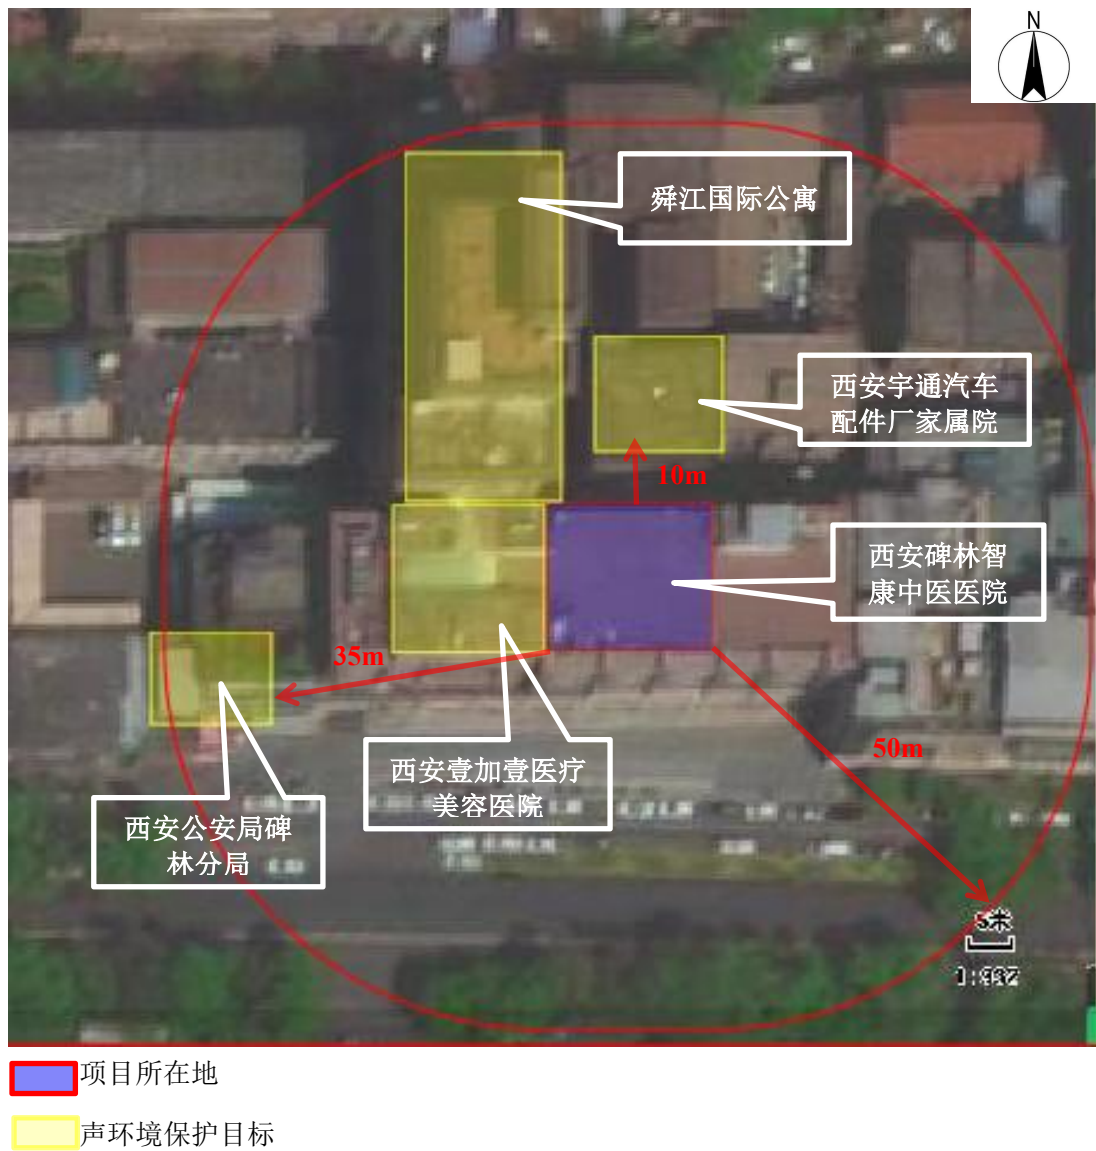 N
舜江国际公寓
西安宇通汽车
配件厂家属院
10m
西安碑林智
康中医医院
35m
50m
西安壹加壹医疗
美容医院
西安公安局碑
林分局
5米
1:932
项目所在地
声环境保护目标